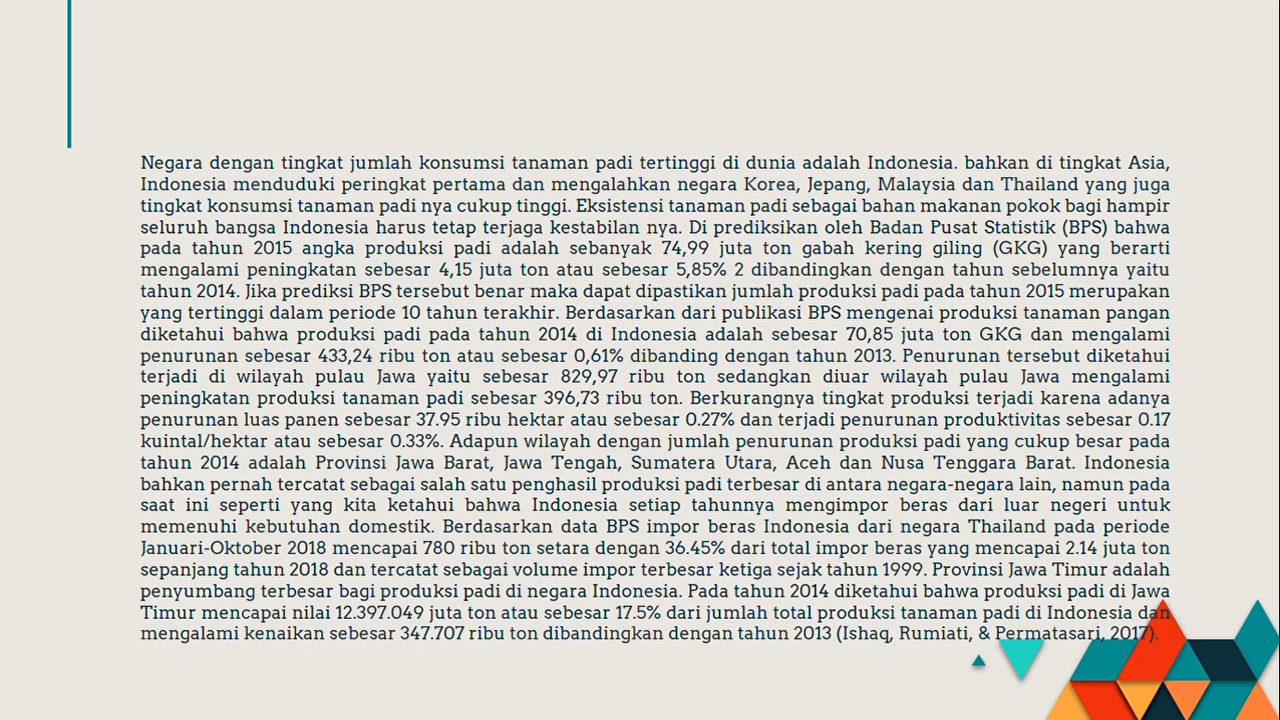 Negara dengan tingkat jumlah konsumsi tanaman padi tertinggi di dunia adalah Indonesia. bahkan di tingkat Asia,
Indonesia menduduki peringkat pertama dan mengalahkan negara Korea, Jepang, Malaysia dan Thailand yang juga
tingkat konsumsi tanaman padi nya cukup tinggi. Eksistensi tanaman padi sebagai bahan makanan pokok bagi hampir
seluruh bangsa Indonesia harus tetap terjaga kestabilan nya. Di prediksikan oleh Badan Pusat Statistik (BPS) bahwa
pada tahun 2015 angka produksi padi adalah sebanyak 74,99 juta ton gabah kering giling (GKG) yang berarti
mengalami peningkatan sebesar 4,15 juta ton atau sebesar 5,85% 2 dibandingkan dengan tahun sebelumnya yaitu
tahun 2014. Jika prediksi BPS tersebut benar maka dapat dipastikan jumlah produksi padi pada tahun 2015 merupakan
yang tertinggi dalam periode 10 tahun terakhir. Berdasarkan dari publikasi BPS mengenai produksi tanaman pangan
diketahui bahwa produksi padi pada tahun 2014 di Indonesia adalah sebesar 70,85 juta ton GKG dan mengalami
penurunan sebesar 433,24 ribu ton atau sebesar 0,61% dibanding dengan tahun 2013. Penurunan tersebut diketahui
terjadi di wilayah pulau Jawa yaitu sebesar 829,97 ribu ton sedangkan diuar wilayah pulau Jawa mengalami
peningkatan produksi tanaman padi sebesar 396,73 ribu ton. Berkurangnya tingkat produksi terjadi karena adanya
penurunan luas panen sebesar 37.95 ribu hektar atau sebesar 0.27% dan terjadi penurunan produktivitas sebesar 0.17
kuintal/hektar atau sebesar 0.33%. Adapun wilayah dengan jumlah penurunan produksi padi yang cukup besar pada
tahun 2014 adalah Provinsi Jawa Barat, Jawa Tengah, Sumatera Utara, Aceh dan Nusa Tenggara Barat. Indonesia
bahkan pernah tercatat sebagai salah satu penghasil produksi padi terbesar di antara negara-negara lain, namun pada
saat ini seperti yang kita ketahui bahwa Indonesia setiap tahunnya mengimpor beras dari luar negeri untuk
memenuhi kebutuhan domestik. Berdasarkan data BPS impor beras Indonesia dari negara Thailand pada periode
Januari-Oktober 2018 mencapai 780 ribu ton setara dengan 36.45% dari total impor beras yang mencapai 2.14 juta ton
sepanjang tahun 2018 dan tercatat sebagai volume impor terbesar ketiga sejak tahun 1999. Provinsi Jawa Timur adalah
penyumbang terbesar bagi produksi padi di negara Indonesia. Pada tahun 2014 diketahui bahwa produksi padi di Jawa
Timur mencapai nilai 12.397.049 juta ton atau sebesar 17.5% dari jumlah total produksi tanaman padi di Indonesia dan
mengalami kenaikan sebesar 347.707 ribu ton dibandingkan dengan tahun 2013 (Ishaq, Rumiati, & Permatasari, 2017).